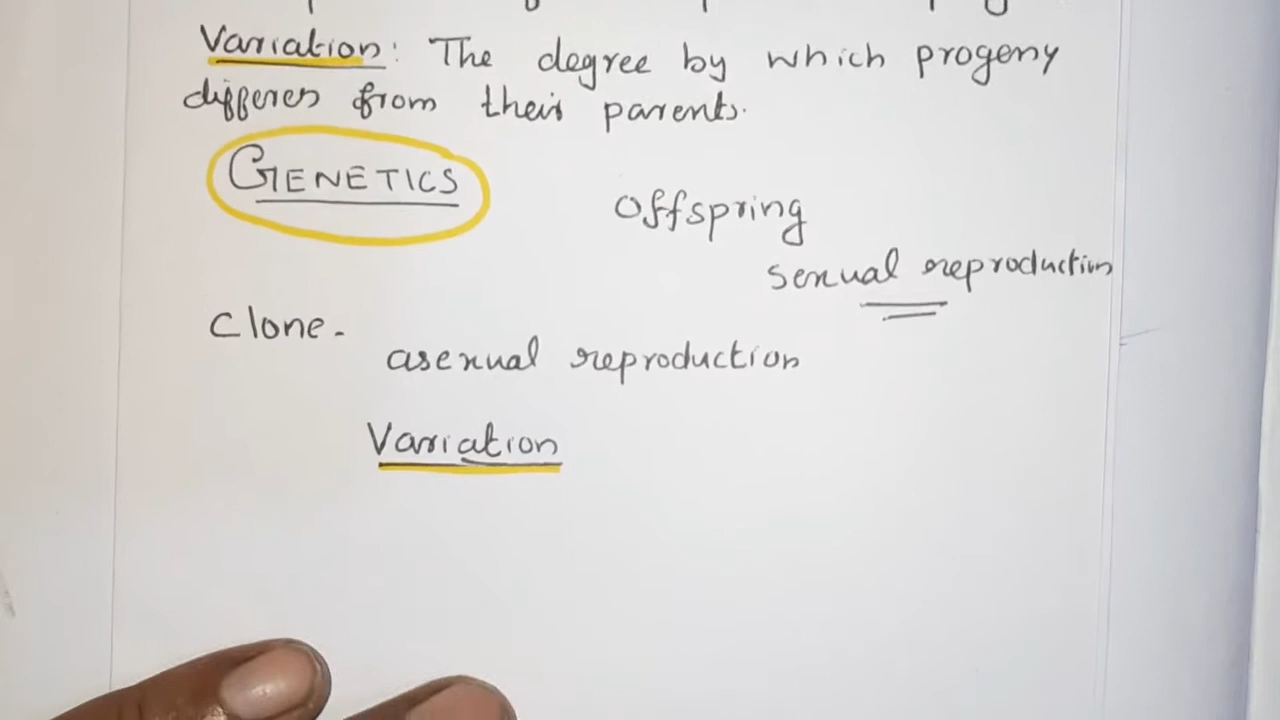 Variation: The degree by which progeny
differes from their parents.
GENETICS
Offspring
sexual reproduction
Clone-
asexual reproduction
Variation